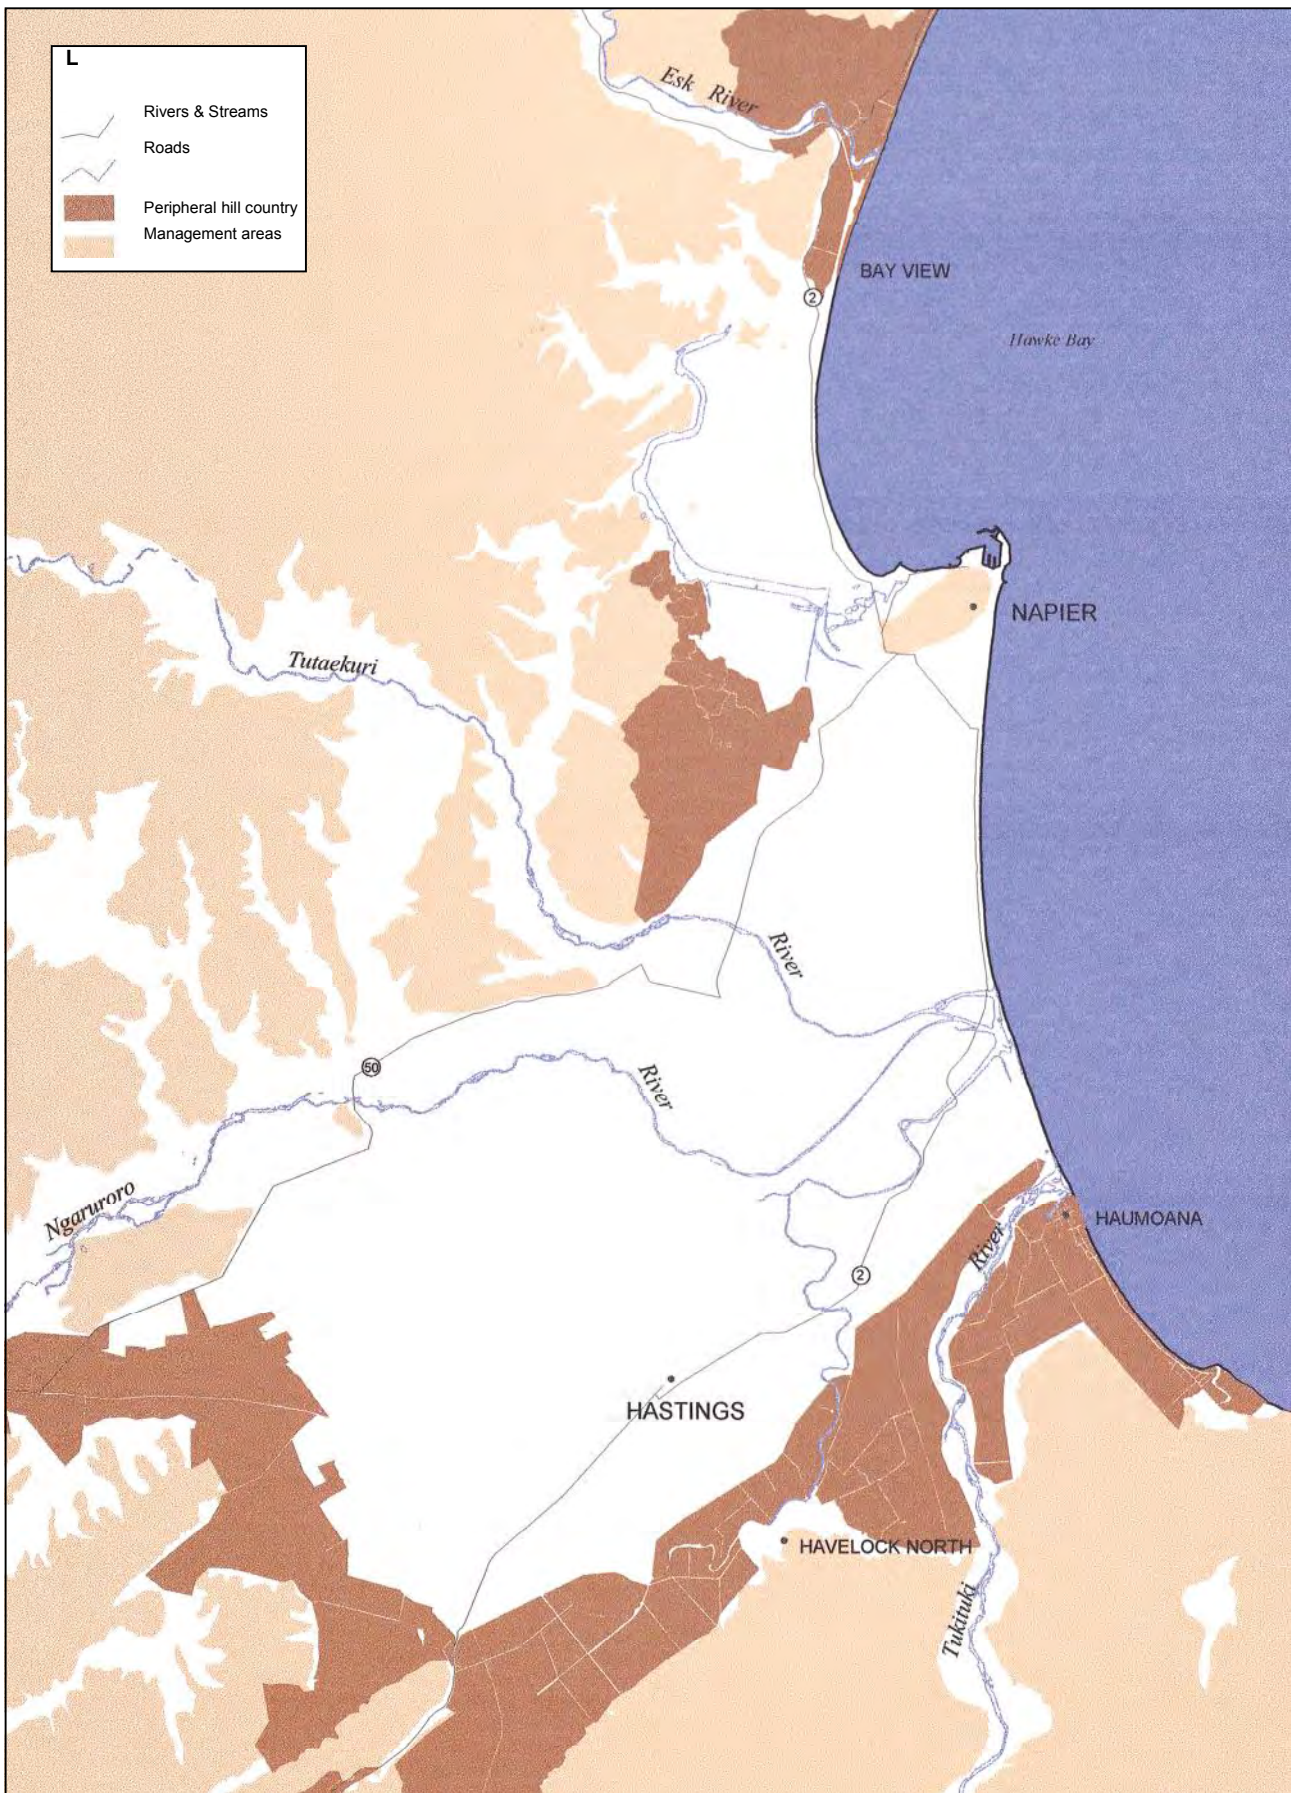 L
Rivers & Streams
Roads
Peripheral hill country
Management areas
Esk River
BAY VIEW
2
Hawke Bay
NAPIER
Tutaekuri
River
50
River
Ngaruroro
HAUMOANA
River
2
HASTINGS
HAVELOCK NORTH
Tukituki